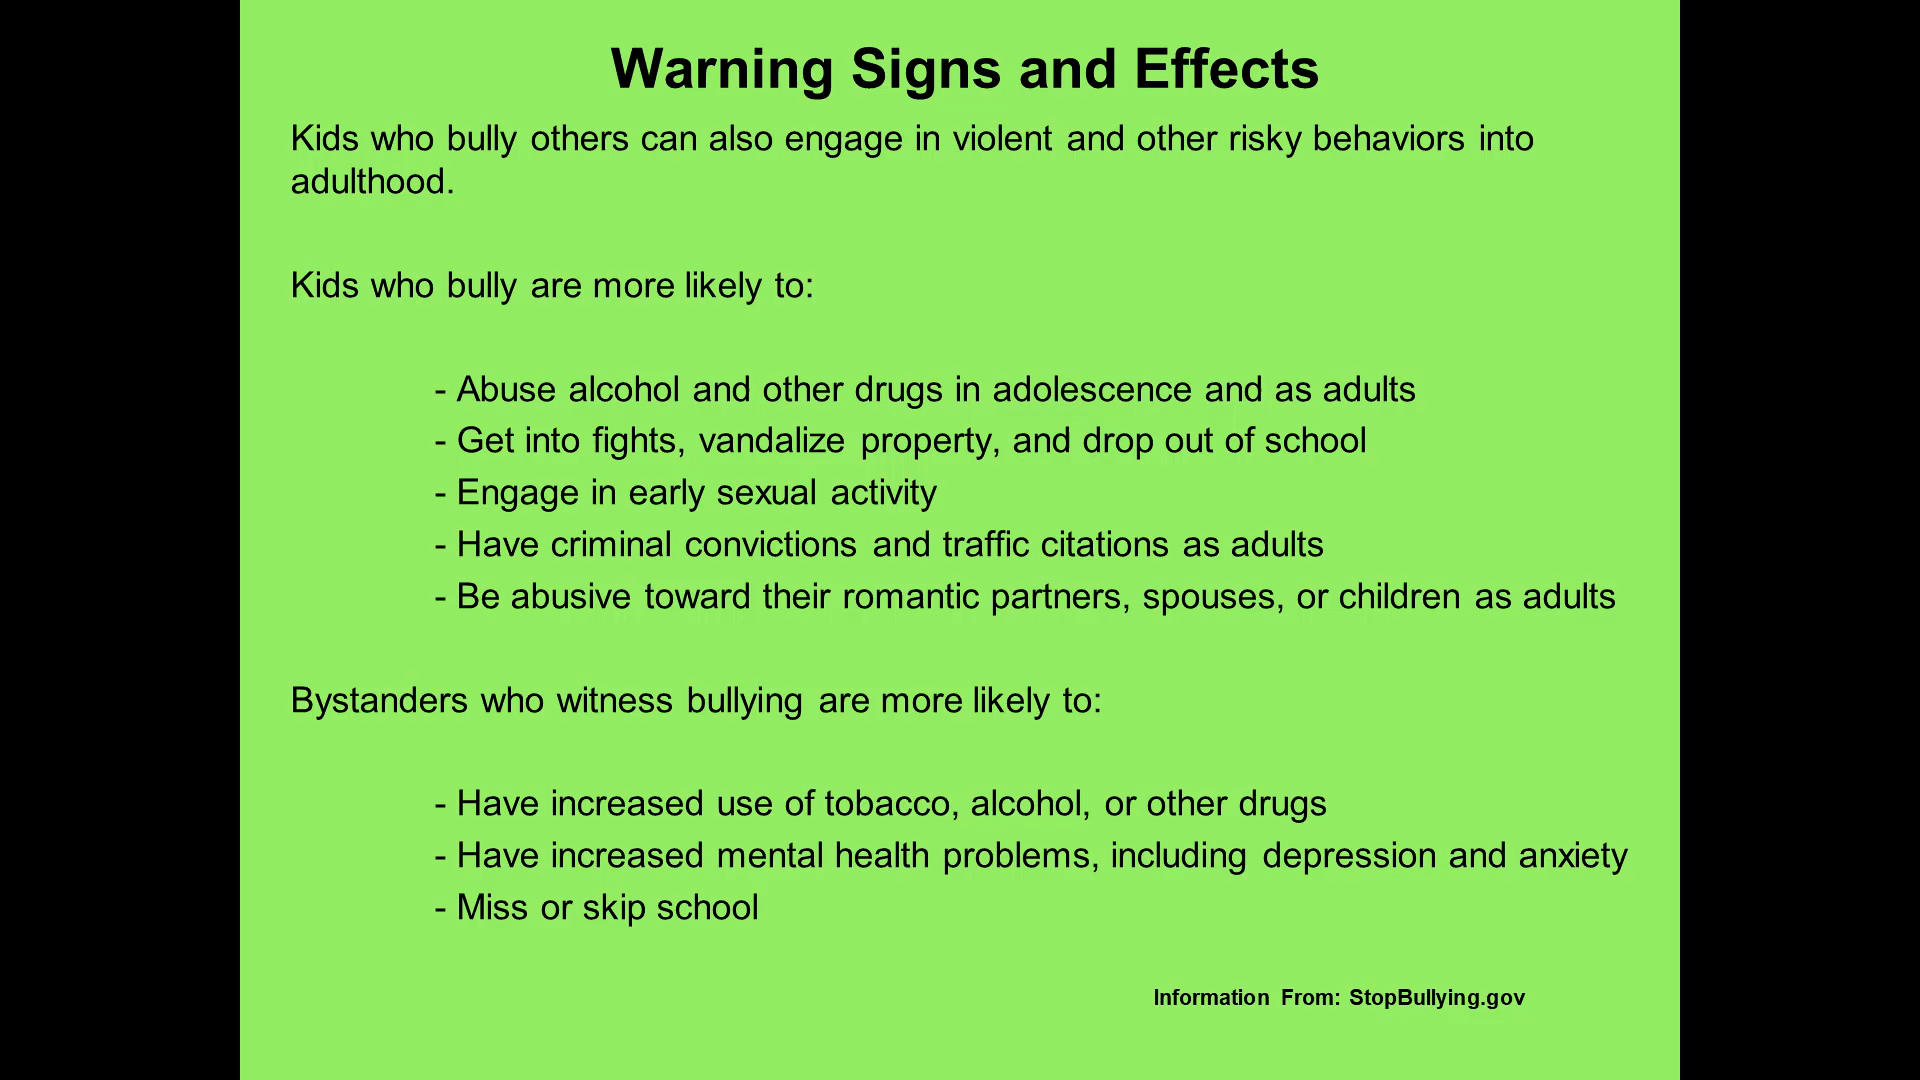 Warning Signs and Effects
Kids who bully others can also engage in violent and other risky behaviors into
adulthood.
Kids who bully are more likely to:
- Abuse alcohol and other drugs in adolescence and as adults
- Get into fights, vandalize property, and drop out of school
- Engage in early sexual activity
- Have criminal convictions and traffic citations as adults
- Be abusive toward their romantic partners, spouses, or children as adults
Bystanders who witness bullying are more likely to:
- Have increased use of tobacco, alcohol, or other drugs
- Have increased mental health problems, including depression and anxiety
- Miss or skip school
Information From: StopBullying.gov